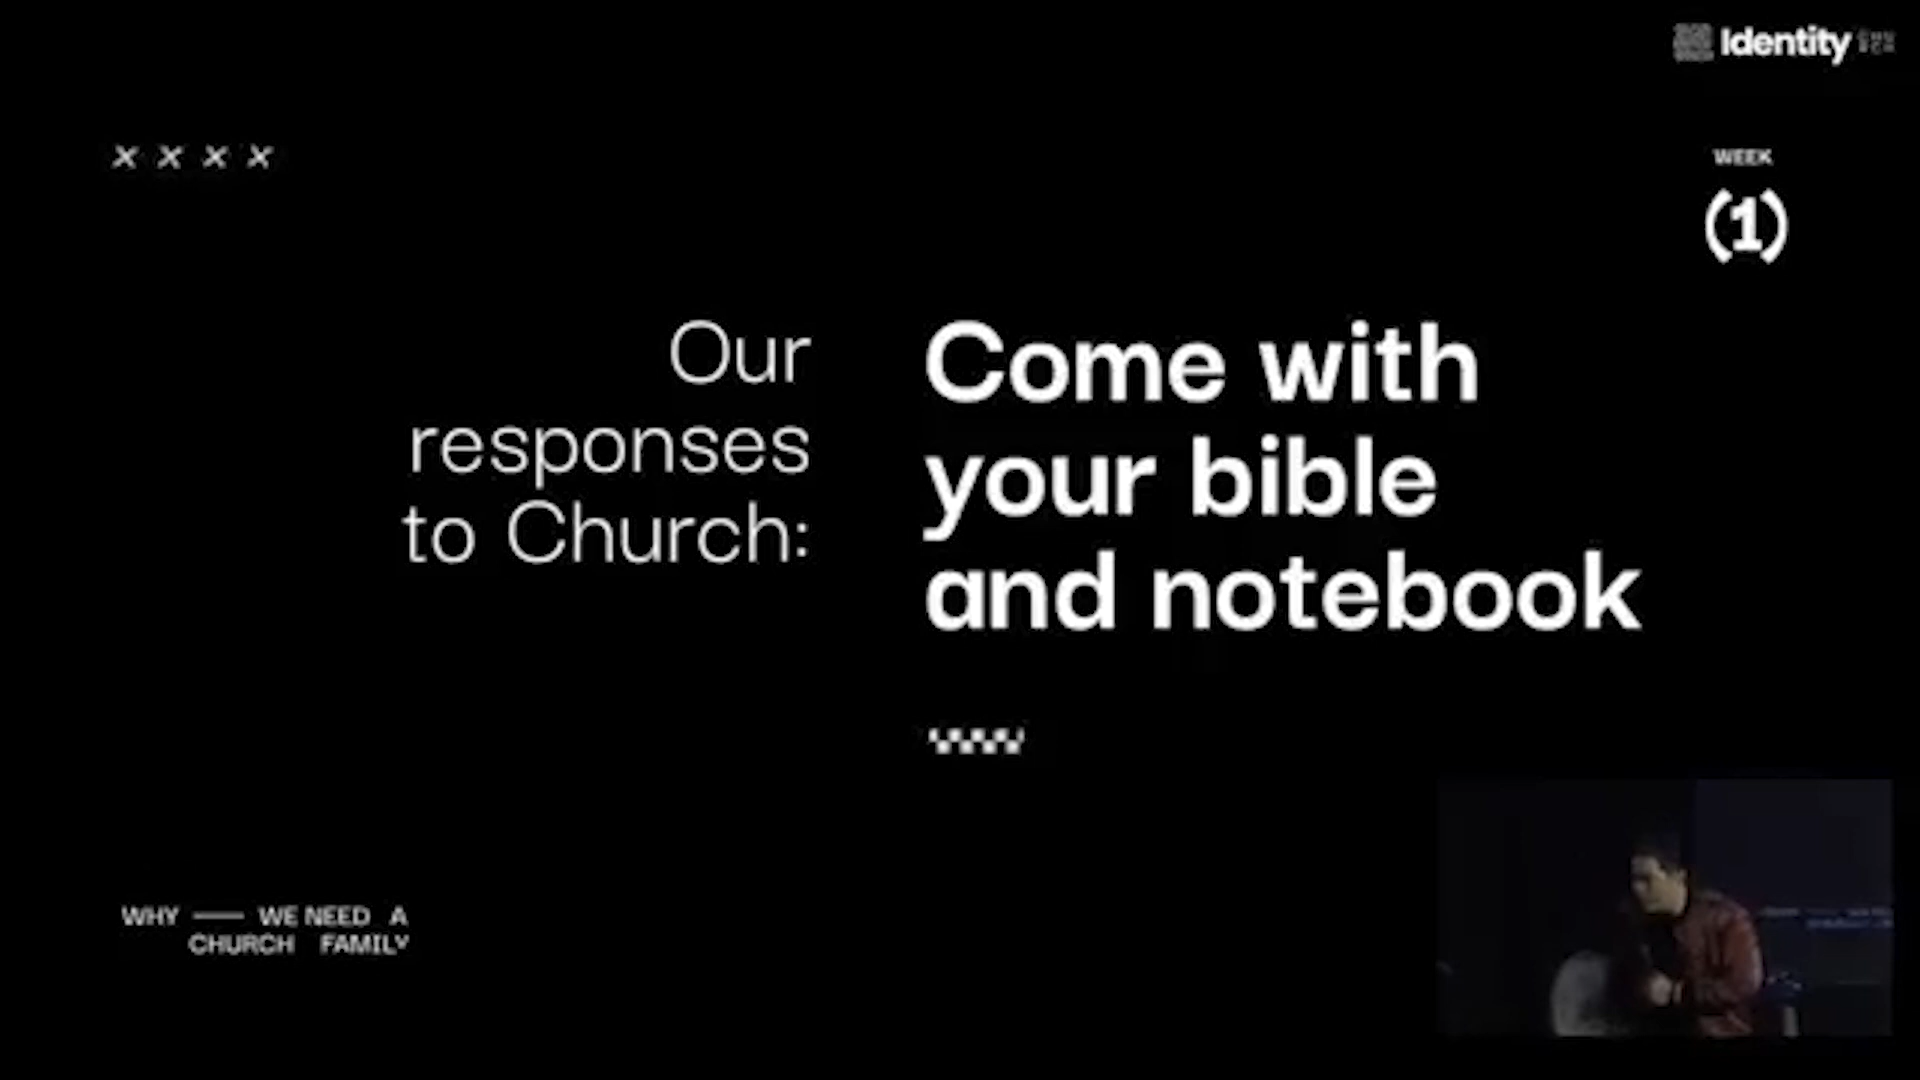 Identity
x x x x
WEEK
(1)
Our
responses
to Church:
Come with
your bible
and notebook
WHY — WE NEED A
CHURCH FAMILY